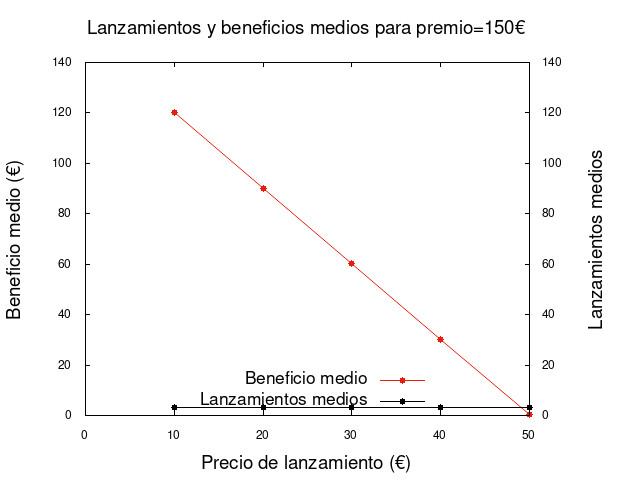 Lanzamientos y beneficios medios para premio=150€
140
120
100
80
60
40
20
0
140
120
100
80
60
40
20
0
Beneficio medio (€)
Lanzamientos medios
Beneficio medio
Lanzamientos medios
0 10 20 30 40 50
Precio de lanzamiento (€)